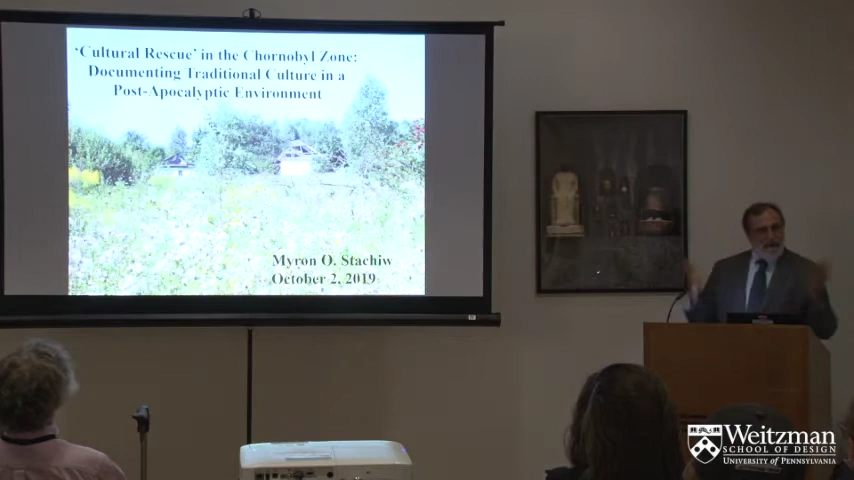 'Cultural Rescue' in the Chornobyl Zone:
Documenting Traditional Culture in a
Post-Apocalyptic Environment
Myron O. Stachiw
October 2, 2019
Weitzman
SCHOOL OF DESIGN
UNIVERSITY OF PENNSYLVANIA